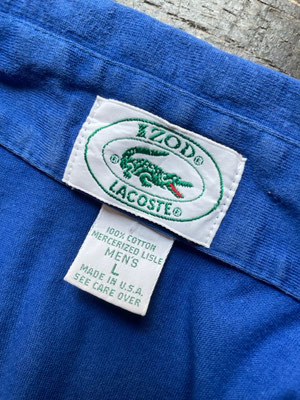 IZOD®
®
LACOSTE®
100% COTTON
MERCERIZED LISLE
MEN'S
L
MADE IN U.S.A.
SEE CARE OVER